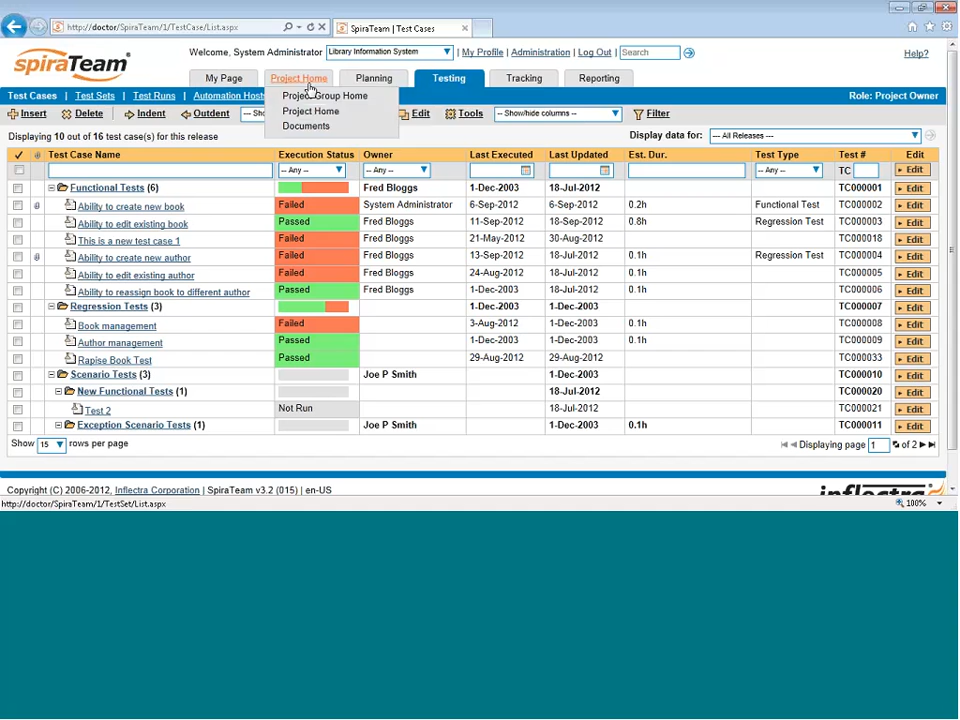 http://doctor/SpiraTeam/1/TestCase/List.aspx
SpiraTeam | Test Cases
spiraTeam
Welcome, System Administrator Library Information System | My Profile | Administration | Log Out | Search Help?
My Page Project Home Planning Testing Tracking Reporting
Project Group Home
Project Home
Documents
Test Cases | Test Sets | Test Runs | Automation Hosts Role: Project Owner
Insert Delete Indent Outdent Edit Tools -- Show/hide columns -- Filter
Displaying 10 out of 16 test case(s) for this release Display data for: --- All Releases ---
Test Case Name Execution Status Owner Last Executed Last Updated Est. Dur. Test Type Test # Edit
-- Any -- -- Any -- -- Any -- TC Edit
Functional Tests (6) Fred Bloggs 1-Dec-2003 18-Jul-2012 TC000001 Edit
Ability to create new book Failed System Administrator 6-Sep-2012 6-Sep-2012 0.2h Functional Test TC000002 Edit
Ability to edit existing book Passed Fred Bloggs 11-Sep-2012 18-Sep-2012 0.8h Regression Test TC000003 Edit
This is a new test case 1 Failed Fred Bloggs 21-May-2012 30-Aug-2012 TC000018 Edit
Ability to create new author Failed Fred Bloggs 13-Sep-2012 18-Jul-2012 0.1h Regression Test TC000004 Edit
Ability to edit existing author Failed Fred Bloggs 24-Aug-2012 18-Jul-2012 0.1h TC000005 Edit
Ability to reassign book to different author Passed Fred Bloggs 1-Dec-2003 18-Jul-2012 0.1h TC000006 Edit
Regression Tests (3) 1-Dec-2003 1-Dec-2003 TC000007 Edit
Book management Failed 3-Aug-2012 1-Dec-2003 0.1h TC000008 Edit
Author management Passed 1-Dec-2003 1-Dec-2003 0.1h TC000009 Edit
Rapise Book Test Passed 29-Aug-2012 29-Aug-2012 TC000033 Edit
Scenario Tests (3) Joe P Smith 1-Dec-2003 TC000010 Edit
New Functional Tests (1) 18-Jul-2012 TC000020 Edit
Test 2 Not Run 18-Jul-2012 TC000021 Edit
Exception Scenario Tests (1) Joe P Smith 1-Dec-2003 0.1h TC000011 Edit
Show 15 rows per page Displaying page 1 of 2
Copyright (C) 2006-2012, Inflectra Corporation | SpiraTeam v3.2 (015) | en-US inflectra
http://doctor/SpiraTeam/1/TestSet/List.aspx 100%